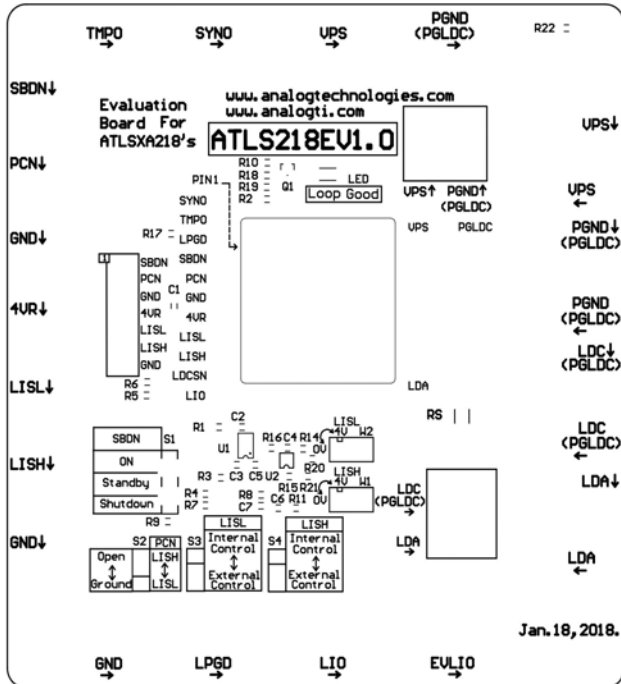 TMPO
SYNO
VPS
PGND
(PGLDC)
R22
SBDN↓
Evaluation
Board For
ATLSXA218's
www.analogtechnologies.com
www.analogti.com
ATLS218EV1.0
VPS↓
PCN↓
R10
R18
R19
R2
Q1
LED
Loop Good
PIN1
VPS↑
PGND↑
(PGLDC)
VPS
←
SYNO
TMPO
LPGD
SBDN
PCN
GND
4VR
LISL
LISH
LDCSN
LIO
VPS
PGLDC
GND↓
R17
PGND↓
(PGLDC)
1
SBDN
PCN
GND
4VR
LISL
LISH
GND
C1
4VR↓
PGND
(PGLDC)
←
LDC↓
(PGLDC)
LISL↓
R6
R5
LDA
RS
R1
C2
U1
C3
C5
U2
R16
C4
R14
R20
R15
R21
LISL
4V
0V
W2
LISH
4V
0V
W1
LDC
(PGLDC)
←
LISH↓
SBDN
S1
ON
Standby
Shutdown
R3
R4
R7
R8
C7
C6
R11
LDC
(PGLDC)
→
LDA↓
R9
GND↓
S2
PCN
Open
↕
Ground
LISH
↕
LISL
S3
LISL
Internal
Control
↕
External
Control
S4
LISH
Internal
Control
↕
External
Control
LDA
→
LDA
←
Jan.18,2018.
GND
→
LPGD
→
LIO
→
EVLIO
→